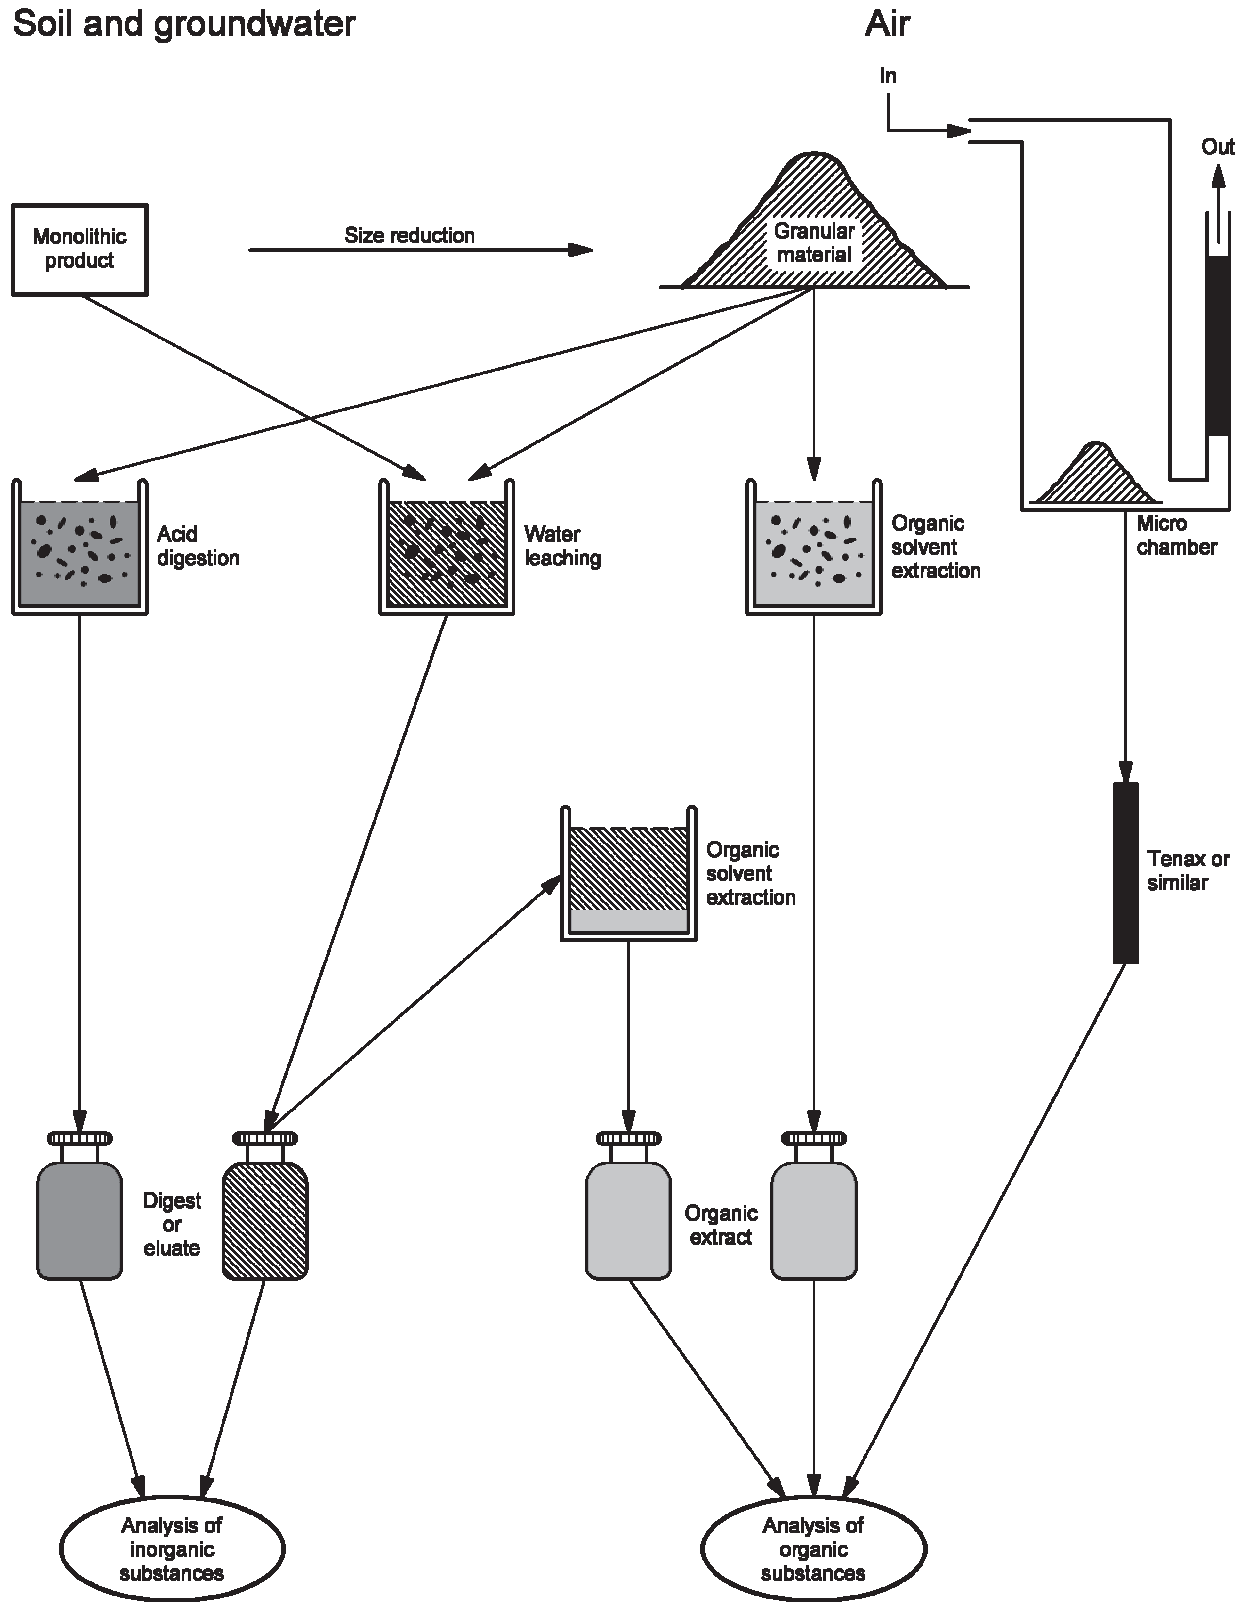 Soil and groundwater
Air
In
Out
Monolithic
product
Size reduction
Granular
material
Acid
digestion
Water
leaching
Organic
solvent
extraction
Micro
chamber
Organic
solvent
extraction
Tenax or
similar
Digest
or
eluate
Organic
extract
Analysis of
inorganic
substances
Analysis of
organic
substances